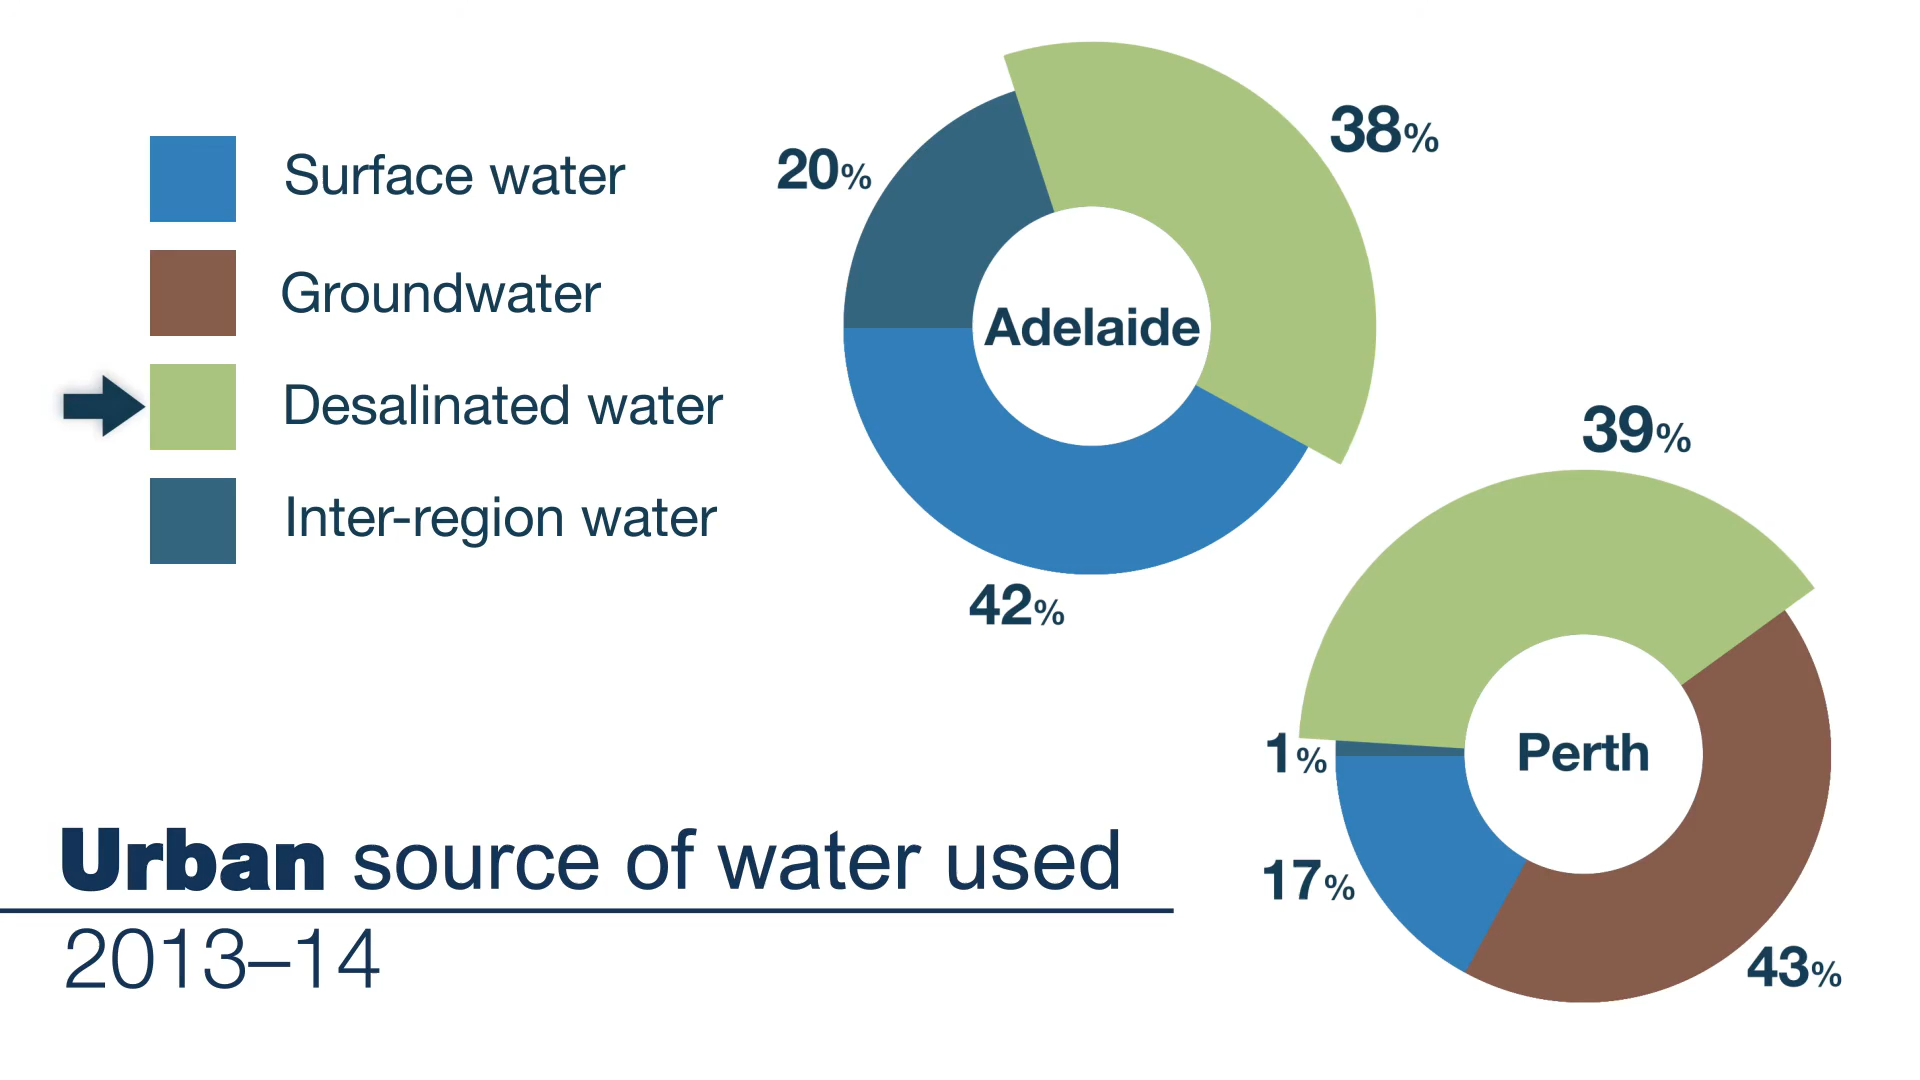 Surface water
Groundwater
Desalinated water
Inter-region water
20%
38%
Adelaide
42%
39%
1%
Perth
17%
43%
Urban source of water used
2013–14